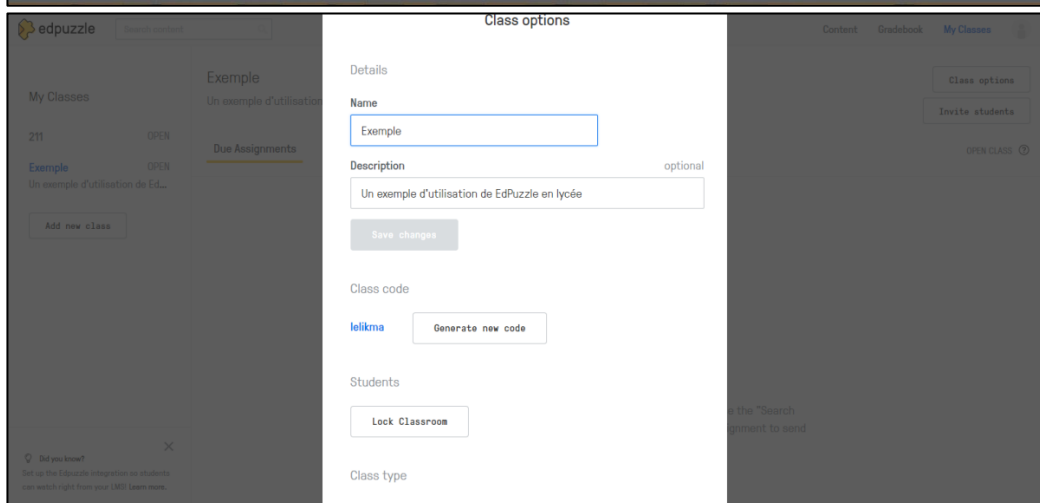 edpuzzle
Search content
Content Gradebook My Classes
Class options
Details
Name
Exemple
Description optional
Un exemple d'utilisation de EdPuzzle en lycée
Save changes
Class code
lelikma
Generate new code
Students
Lock Classroom
Class type
My Classes
211 OPEN
Exemple OPEN
Un exemple d'utilisation de Ed...
Add new class
Did you know?
Set up the Edpuzzle integration so students
can watch right from your LMS! Learn more.
Exemple
Un exemple d'utilisation
Due Assignments
Class options
Invite students
OPEN CLASS
e the "Search
ignment to send